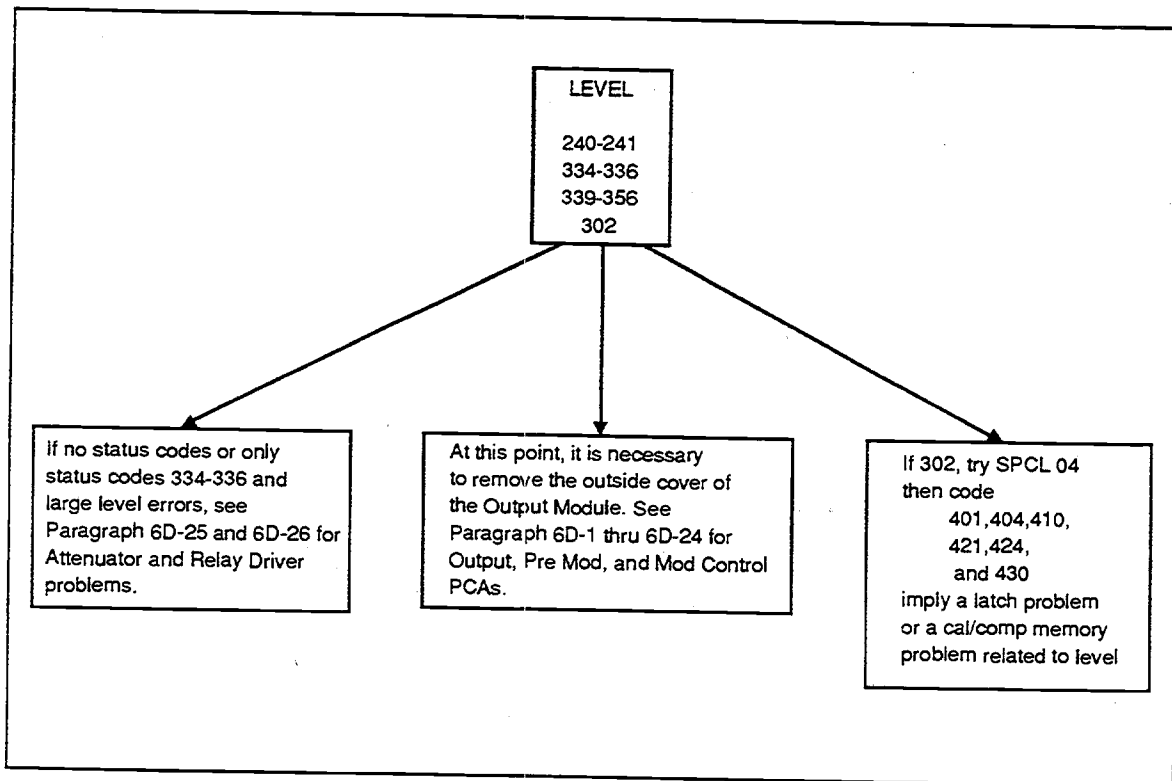 LEVEL
240-241
334-336
339-356
302
If no status codes or only
status codes 334-336 and
large level errors, see
Paragraph 6D-25 and 6D-26 for
Attenuator and Relay Driver
problems.
At this point, it is necessary
to remove the outside cover of
the Output Module. See
Paragraph 6D-1 thru 6D-24 for
Output, Pre Mod, and Mod Control
PCAs.
If 302, try SPCL 04
then code
401,404,410,
421,424,
and 430
imply a latch problem
or a cal/comp memory
problem related to level